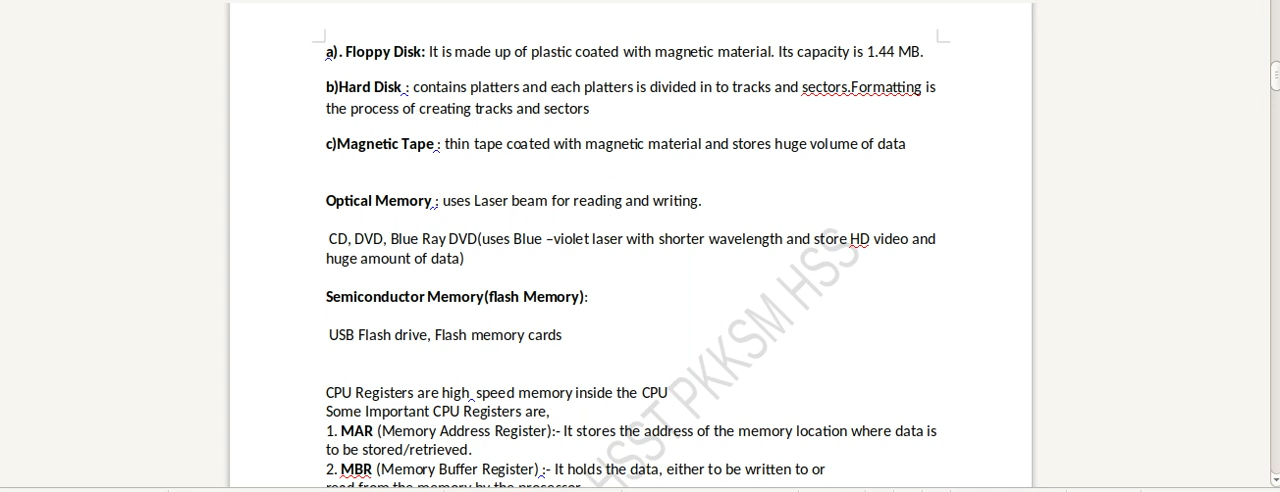 a). Floppy Disk: It is made up of plastic coated with magnetic material. Its capacity is 1.44 MB.
b)Hard Disk : contains platters and each platters is divided in to tracks and sectors.Formatting is
the process of creating tracks and sectors
c)Magnetic Tape : thin tape coated with magnetic material and stores huge volume of data
Optical Memory : uses Laser beam for reading and writing.
CD, DVD, Blue Ray DVD(uses Blue –violet laser with shorter wavelength and store HD video and
huge amount of data)
Semiconductor Memory(flash Memory):
USB Flash drive, Flash memory cards
CPU Registers are high speed memory inside the CPU
Some Important CPU Registers are,
1. MAR (Memory Address Register):- It stores the address of the memory location where data is
to be stored/retrieved.
2. MBR (Memory Buffer Register) :- It holds the data, either to be written to or
read from the memory by the processor
HSST PKKSM HSS